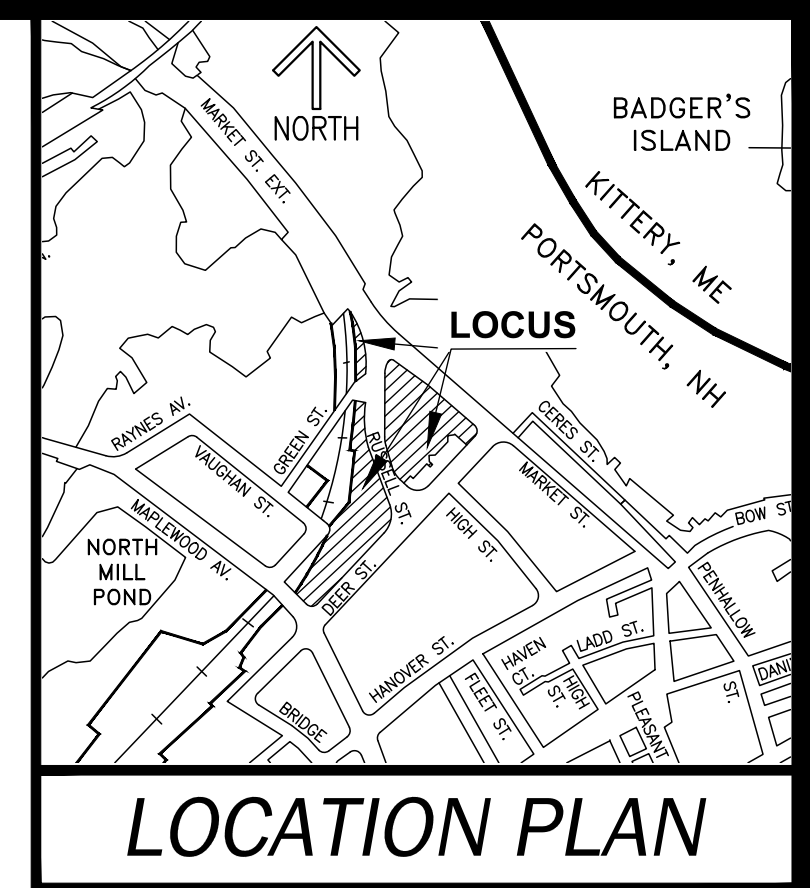 MARKET ST. EXT.
NORTH
BADGER'S
ISLAND
KITTERY, ME
PORTSMOUTH, NH
LOCUS
RAYNES AV.
GREEN ST.
VAUGHAN ST.
RUSSELL ST.
CERES ST.
MARKET ST.
BOW ST
MAPLEWOOD AV.
HIGH ST.
NORTH
MILL
POND
DEER ST.
PENHALLOW
HANOVER ST.
HAVEN
CT.
LADD ST.
HIGH
ST.
FLEET ST.
PLEASANT
ST.
DANI
BRIDGE
LOCATION PLAN